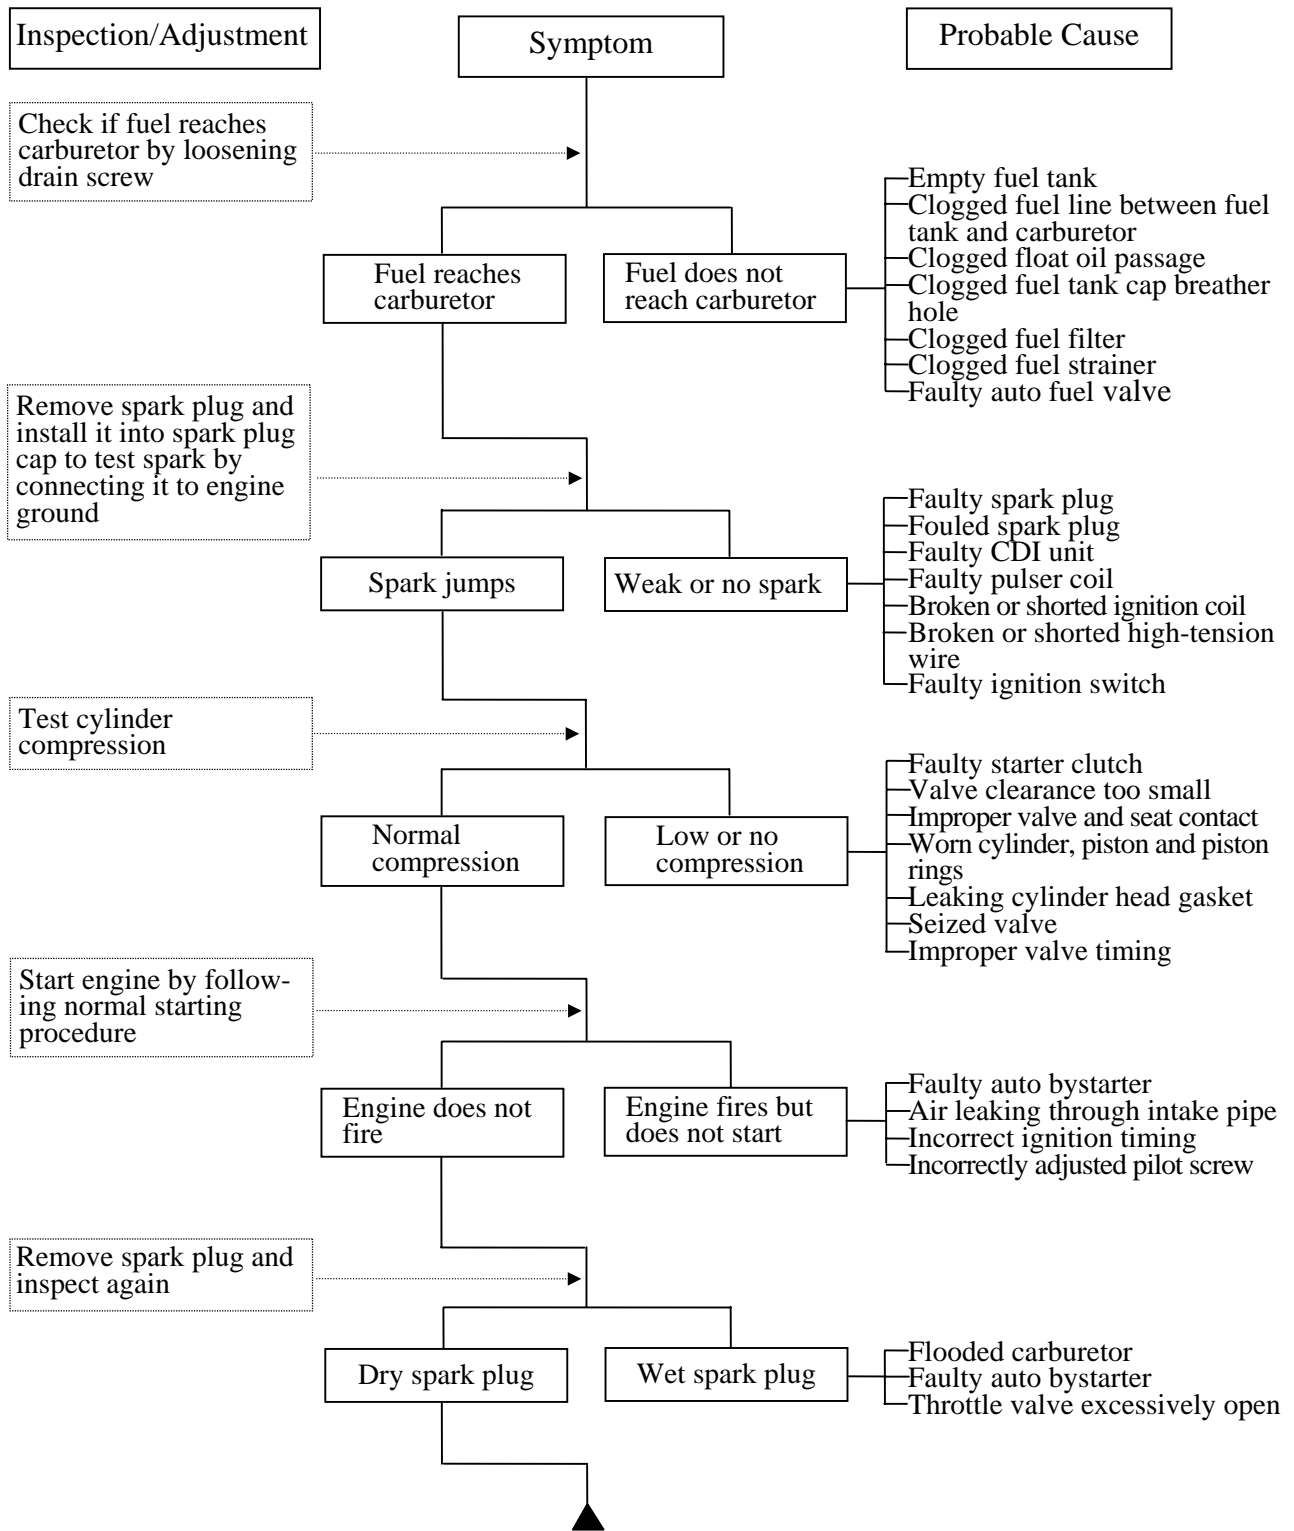 Inspection/Adjustment
Symptom
Probable Cause
Check if fuel reaches
carburetor by loosening
drain screw
Fuel reaches
carburetor
Fuel does not
reach carburetor
Empty fuel tank
Clogged fuel line between fuel
tank and carburetor
Clogged float oil passage
Clogged fuel tank cap breather
hole
Clogged fuel filter
Clogged fuel strainer
Faulty auto fuel valve
Remove spark plug and
install it into spark plug
cap to test spark by
connecting it to engine
ground
Spark jumps
Weak or no spark
Faulty spark plug
Fouled spark plug
Faulty CDI unit
Faulty pulser coil
Broken or shorted ignition coil
Broken or shorted high-tension
wire
Faulty ignition switch
Test cylinder
compression
Normal
compression
Low or no
compression
Faulty starter clutch
Valve clearance too small
Improper valve and seat contact
Worn cylinder, piston and piston
rings
Leaking cylinder head gasket
Seized valve
Improper valve timing
Start engine by follow-
ing normal starting
procedure
Engine does not
fire
Engine fires but
does not start
Faulty auto bystarter
Air leaking through intake pipe
Incorrect ignition timing
Incorrectly adjusted pilot screw
Remove spark plug and
inspect again
Dry spark plug
Wet spark plug
Flooded carburetor
Faulty auto bystarter
Throttle valve excessively open